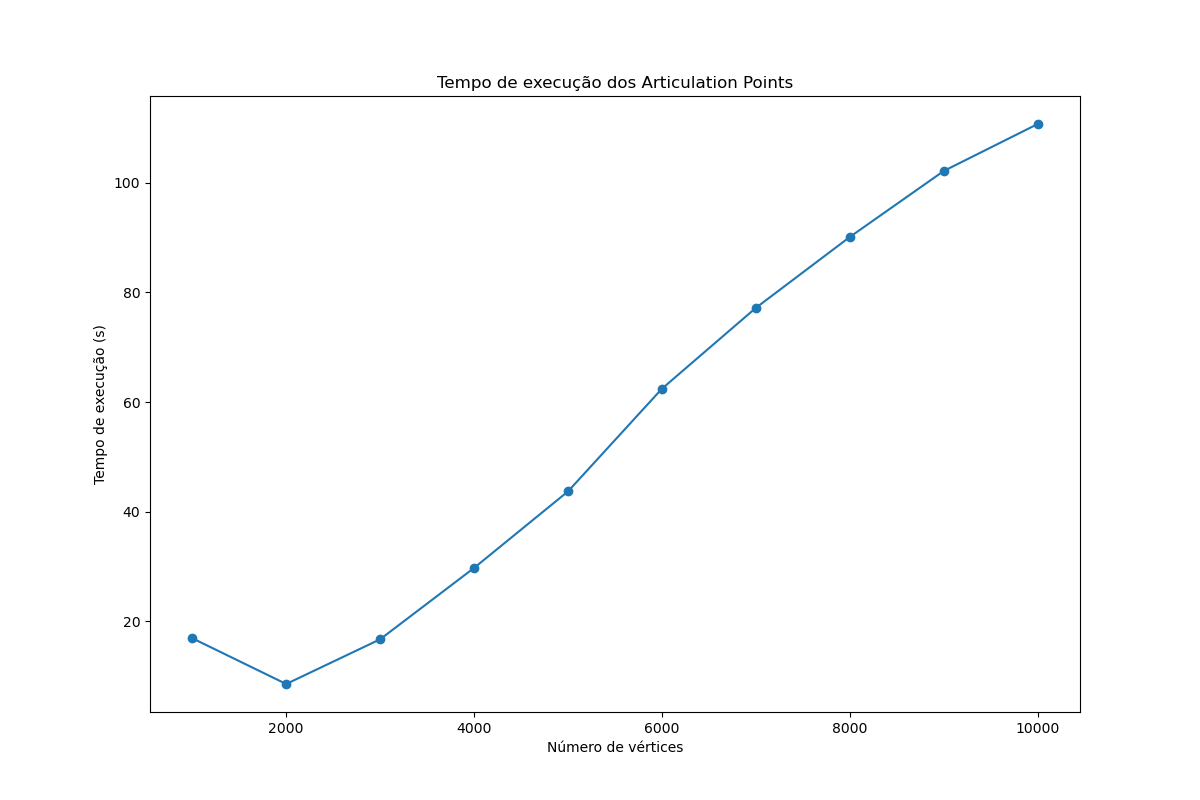 Tempo de execução dos Articulation Points
100
80
60
40
20
Tempo de execução (s)
2000 4000 6000 8000 10000
Número de vértices